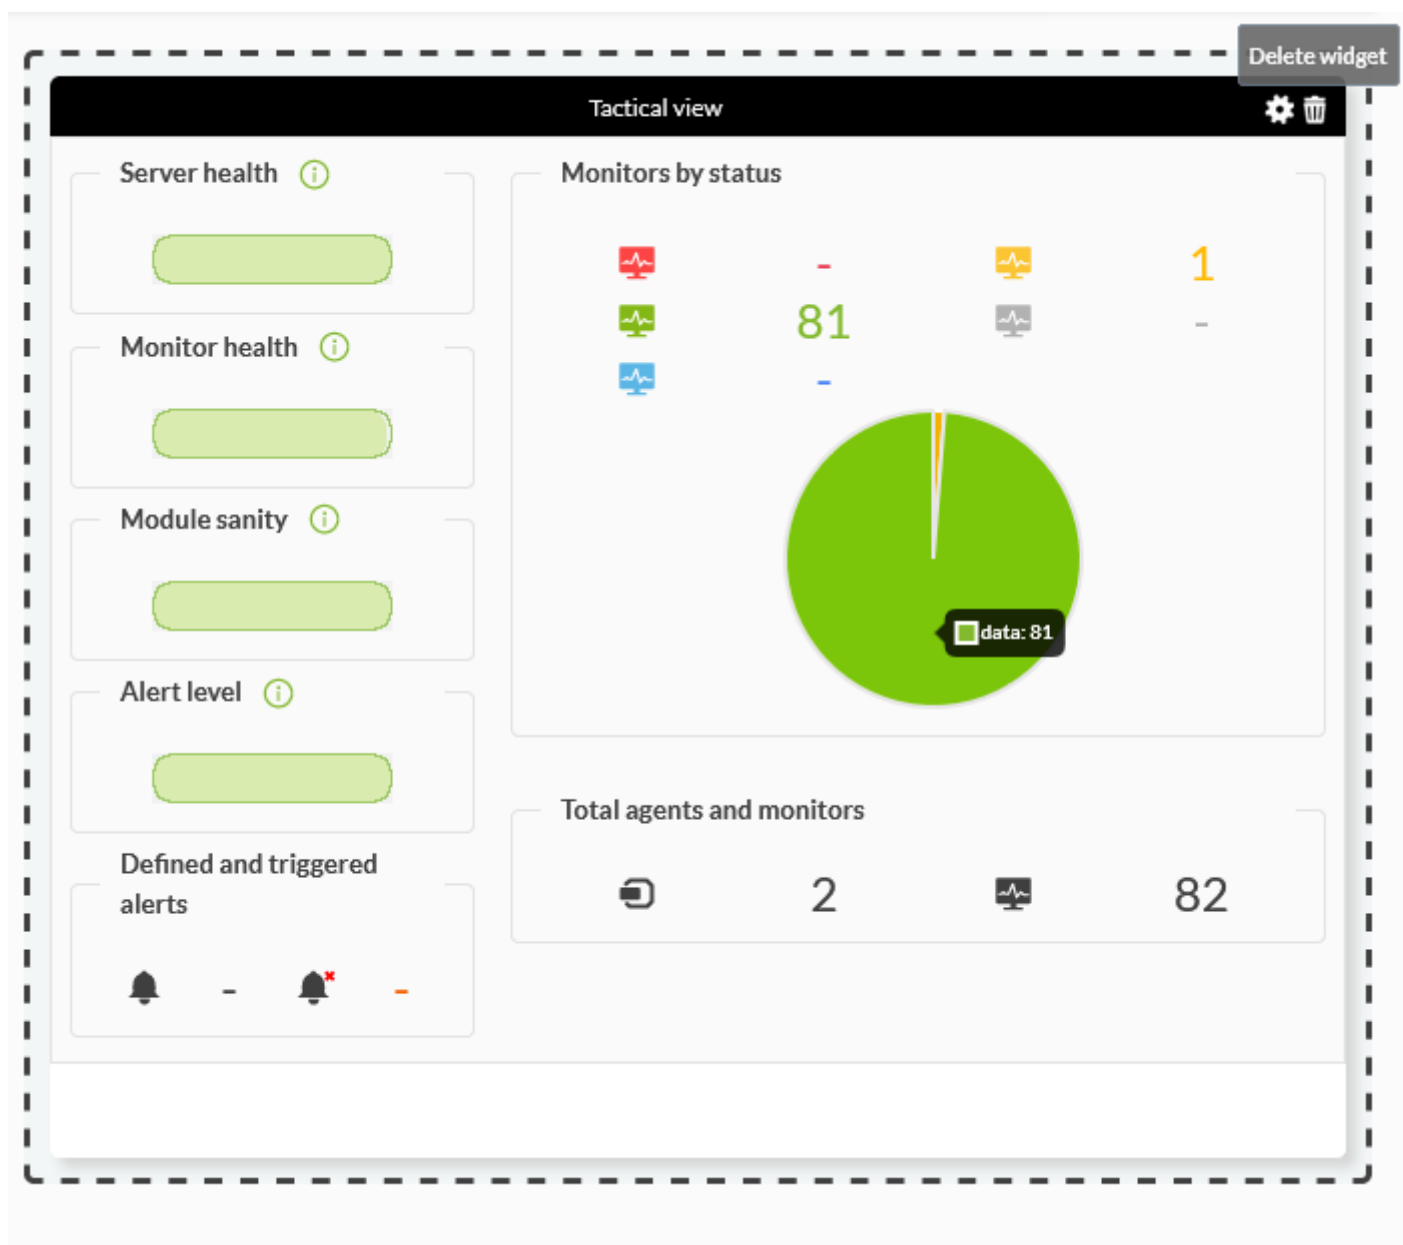 Delete widget
Tactical view
Server health
Monitor health
Module sanity
Alert level
Defined and triggered
alerts
- -
Monitors by status
- 1
81 -
-
data: 81
Total agents and monitors
2 82